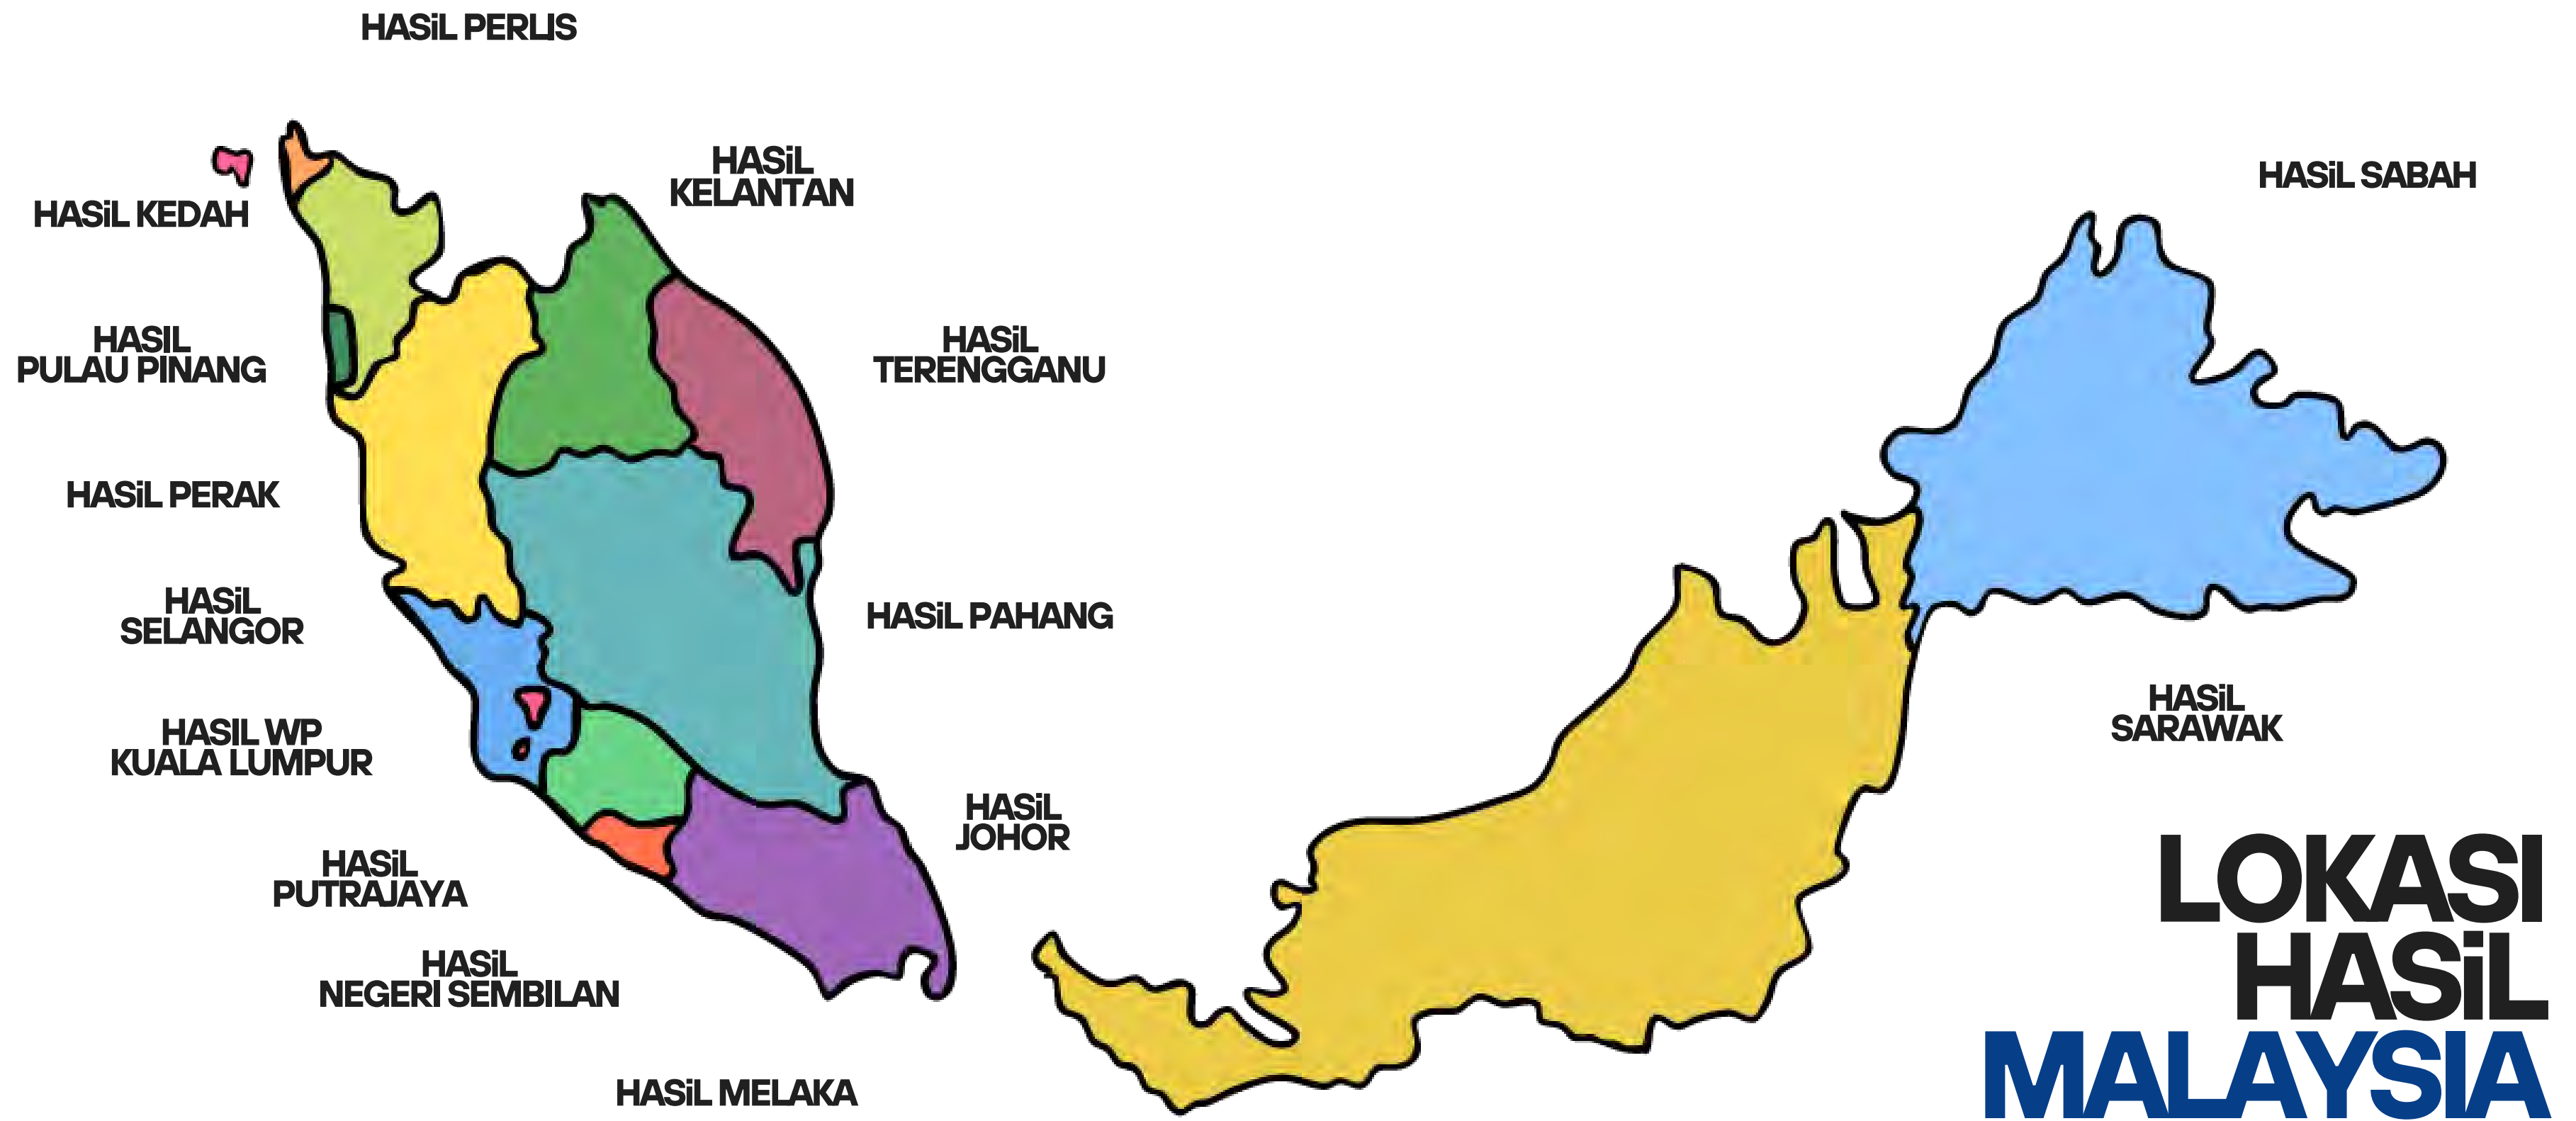 HASiL PERLIS
HASiL
KELANTAN
HASiL SABAH
HASiL KEDAH
HASIL
PULAU PINANG
HASiL
TERENGGANU
HASiL PERAK
HASiL
SELANGOR
HASiL PAHANG
HASIL WP
KUALA LUMPUR
HASiL
SARAWAK
HASiL
JOHOR
HASiL
PUTRAJAYA
HASiL
NEGERI SEMBILAN
HASiL MELAKA
LOKASI
HASiL
MALAYSIA